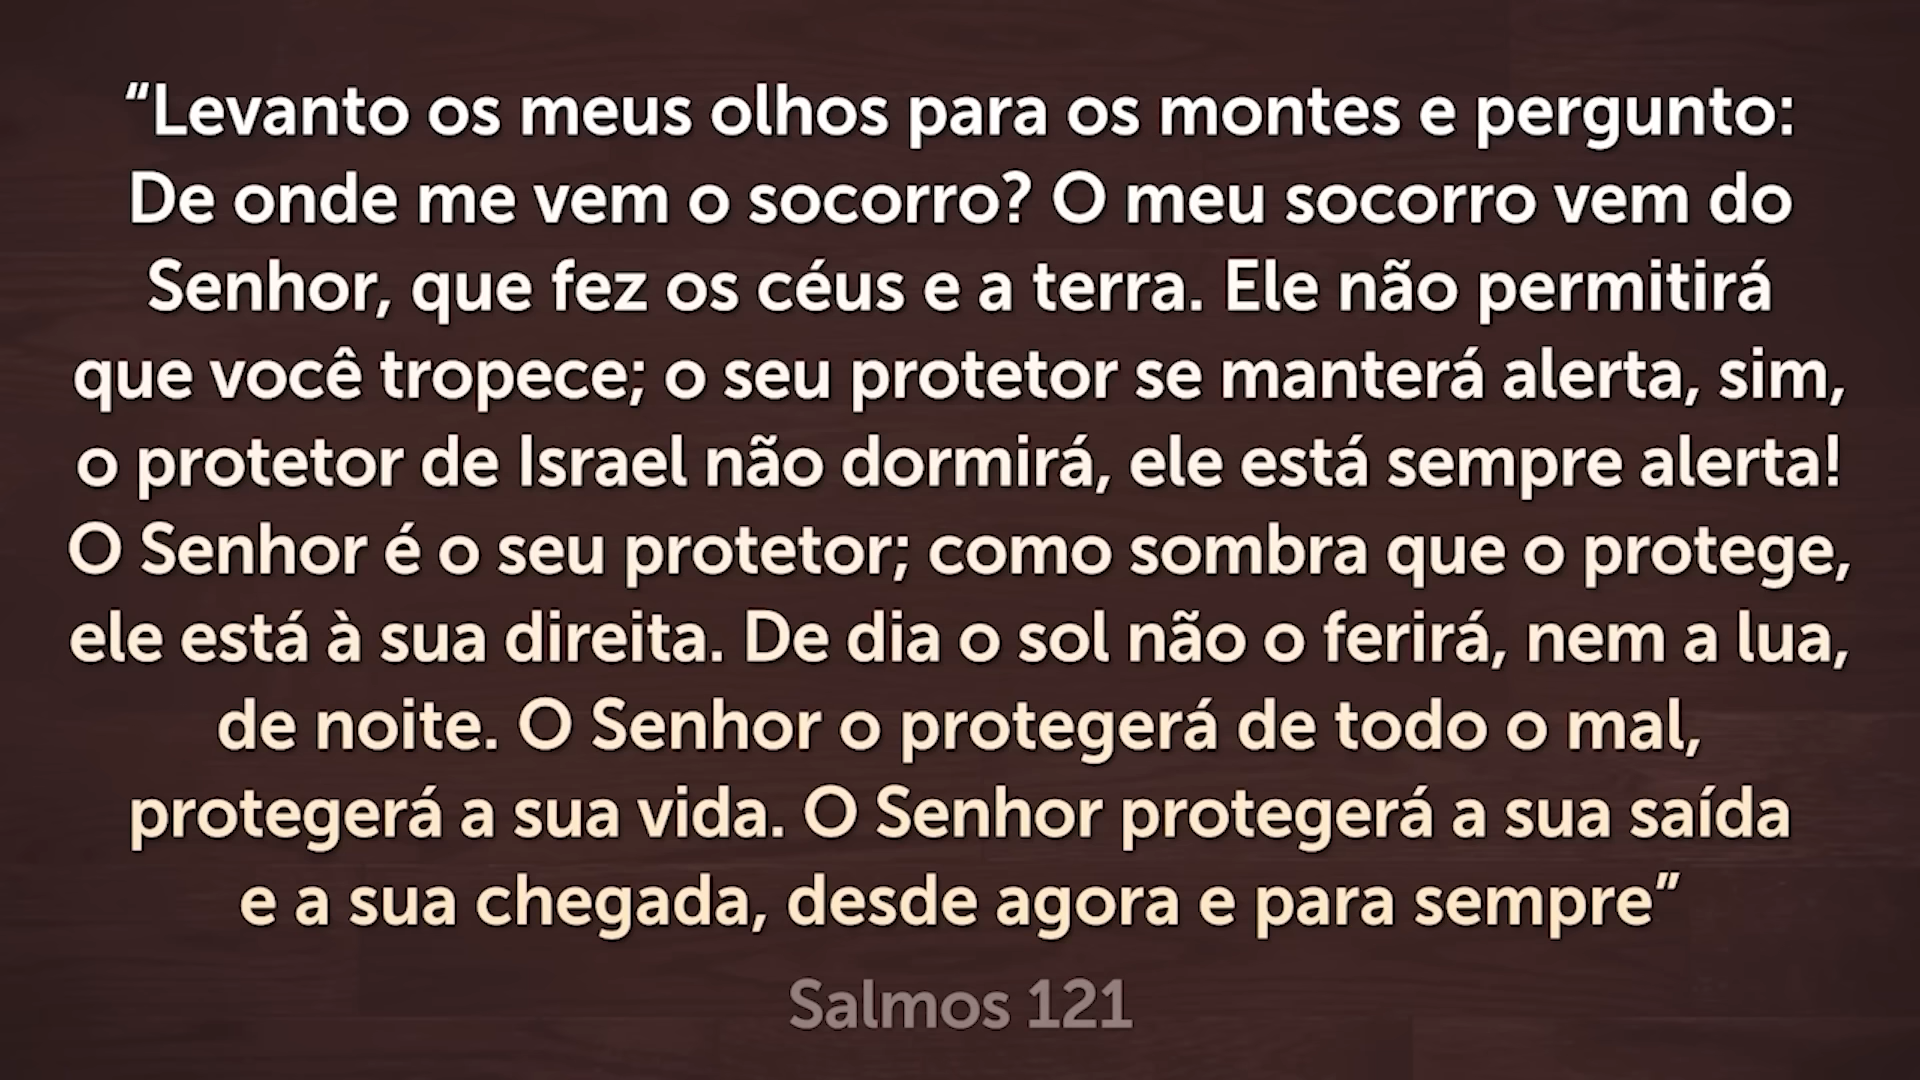 “Levanto os meus olhos para os montes e pergunto:
De onde me vem o socorro? O meu socorro vem do
Senhor, que fez os céus e a terra. Ele não permitirá
que você tropece; o seu protetor se manterá alerta, sim,
o protetor de Israel não dormirá, ele está sempre alerta!
O Senhor é o seu protetor; como sombra que o protege,
ele está à sua direita. De dia o sol não o ferirá, nem a lua,
de noite. O Senhor o protegerá de todo o mal,
protegerá a sua vida. O Senhor protegerá a sua saída
e a sua chegada, desde agora e para sempre”
Salmos 121